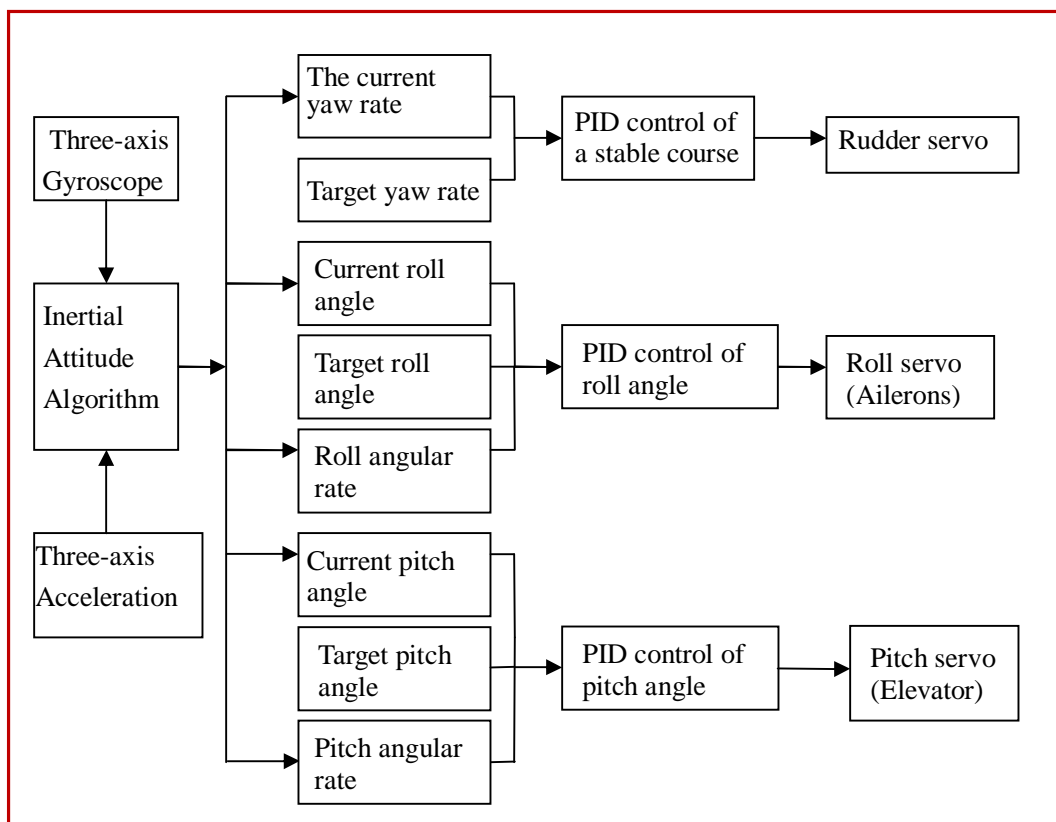 The current
yaw rate
Three-axis
Gyroscope
PID control of
a stable course
Rudder servo
Target yaw rate
Current roll
angle
Inertial
Attitude
Algorithm
Target roll
angle
PID control of
roll angle
Roll servo
(Ailerons)
Roll angular
rate
Three-axis
Acceleration
Current pitch
angle
Target pitch
angle
PID control of
pitch angle
Pitch servo
(Elevator)
Pitch angular
rate